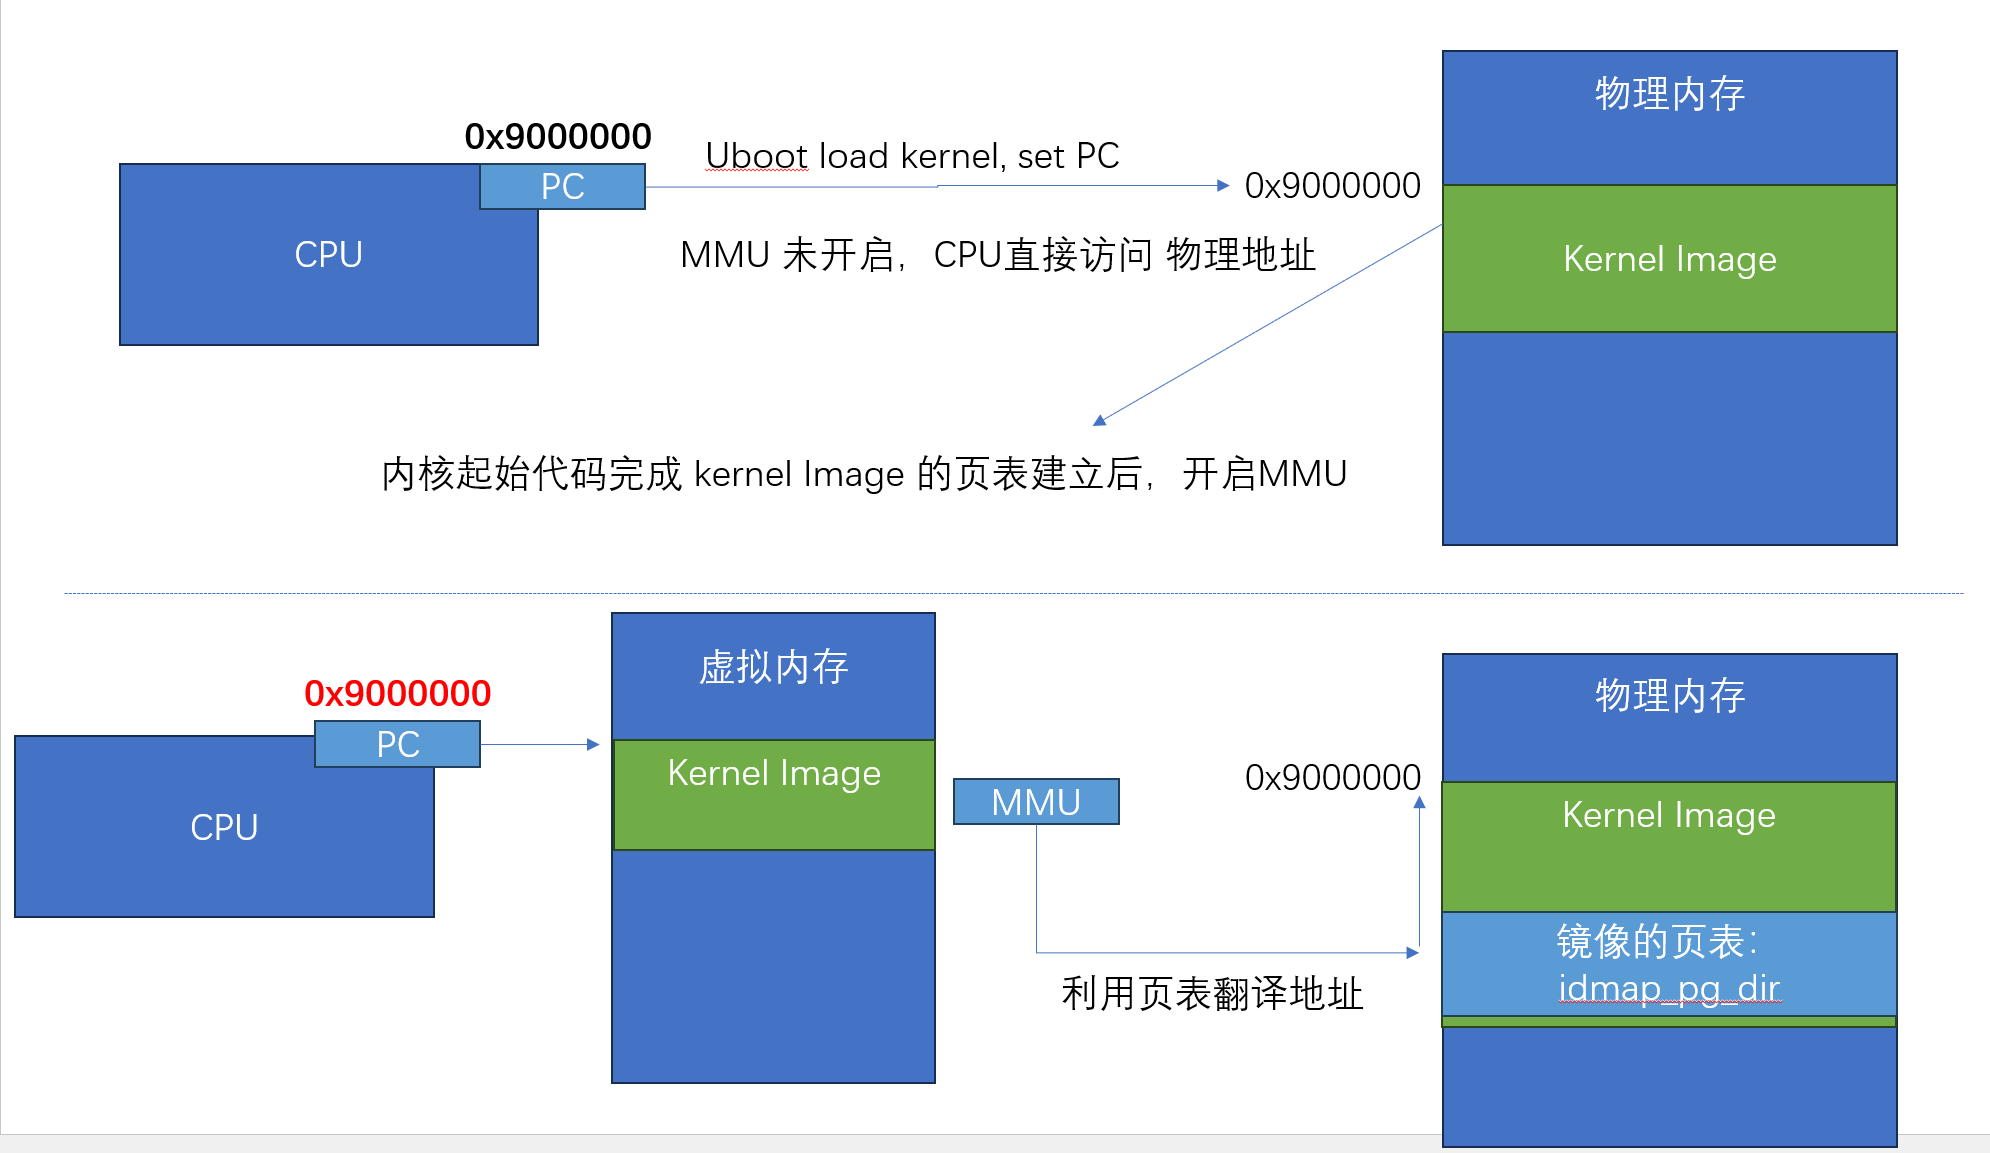 物理内存
0x9000000
Uboot load kernel, set PC
PC
0x9000000
CPU
MMU 未开启，CPU直接访问 物理地址
Kernel Image
内核起始代码完成 kernel Image 的页表建立后，开启MMU
虚拟内存
物理内存
0x9000000
PC
Kernel Image
0x9000000
MMU
Kernel Image
CPU
镜像的页表：
idmap_pg_dir
利用页表翻译地址